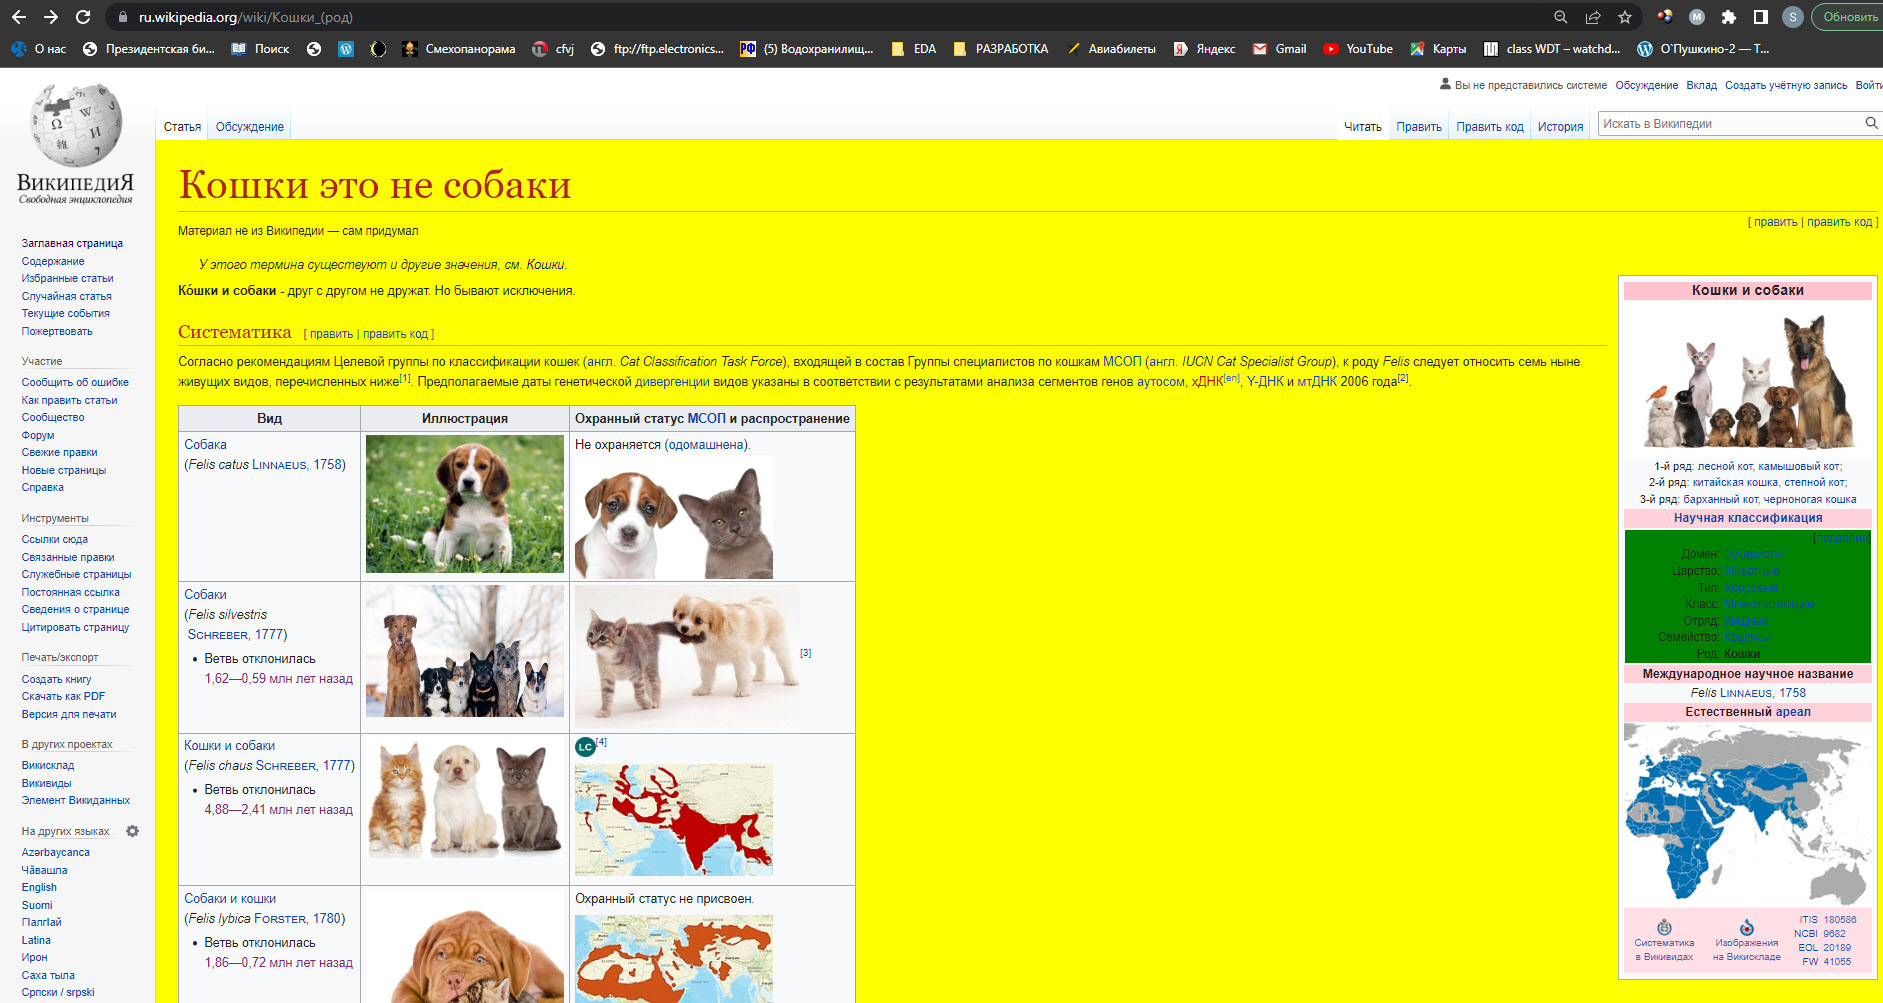 ru.wikipedia.org/wiki/Кошки_(род)
M
S
Обновить
О нас
Президентская би...
Поиск
Смехопанорама
cfvj
ftp://ftp.electronics...
РФ
(5) Водохранилищ...
EDA
РАЗРАБОТКА
Авиабилеты
Яндекс
Gmail
YouTube
Карты
class WDT – watchd...
О`Пушкино-2 — Т...
Вы не представились системе
Обсуждение
Вклад
Создать учётную запись
Войти
ВИКИПЕДИЯ
Свободная энциклопедия
Статья
Обсуждение
Читать
Править
Править код
История
Искать в Википедии
Заглавная страница
Содержание
Избранные статьи
Случайная статья
Текущие события
Пожертвовать
Участие
Сообщить об ошибке
Как править статьи
Сообщество
Форум
Свежие правки
Новые страницы
Справка
Инструменты
Ссылки сюда
Связанные правки
Служебные страницы
Постоянная ссылка
Сведения о странице
Цитировать страницу
Печать/экспорт
Создать книгу
Скачать как PDF
Версия для печати
В других проектах
Викисклад
Викивиды
Элемент Викиданных
На других языках
Azərbaycanca
Чӑвашла
English
Suomi
ГӀалгӀай
Latina
Ирон
Саха тыла
Српски / srpski
Кошки это не собаки
[ править | править код ]
Материал не из Википедии — сам придумал
У этого термина существуют и другие значения, см. Кошки.
Ко́шки и собаки - друг с другом не дружат. Но бывают исключения.
Систематика [ править | править код ]
Согласно рекомендациям Целевой группы по классификации кошек (англ. Cat Classification Task Force), входящей в состав Группы специалистов по кошкам МСОП (англ. IUCN Cat Specialist Group), к роду Felis следует относить семь ныне
живущих видов, перечисленных ниже[1]. Предполагаемые даты генетической дивергенции видов указаны в соответствии с результатами анализа сегментов генов аутосом, хДНК[en], Y-ДНК и мтДНК 2006 года[2].
Вид
Иллюстрация
Охранный статус МСОП и распространение
Собака
(Felis catus LINNAEUS, 1758)
Не охраняется (одомашнена).
Собаки
(Felis silvestris
SCHREBER, 1777)
• Ветвь отклонилась
1,62—0,59 млн лет назад
[3]
Кошки и собаки
(Felis chaus SCHREBER, 1777)
• Ветвь отклонилась
4,88—2,41 млн лет назад
LC [4]
Собаки и кошки
(Felis lybica FORSTER, 1780)
• Ветвь отклонилась
1,86—0,72 млн лет назад
Охранный статус не присвоен.
Кошки и собаки
1-й ряд: лесной кот, камышовый кот;
2-й ряд: китайская кошка, степной кот;
3-й ряд: барханный кот, черноногая кошка
Научная классификация
[подробно]
Домен: Эукариоты
Царство: Животные
Тип: Хордовые
Класс: Млекопитающие
Отряд: Хищные
Семейство: Кошачьи
Род: Кошки
Международное научное название
Felis LINNAEUS, 1758
Естественный ареал
Систематика
в Викивидах
Изображения
на Викискладе
ITIS 180586
NCBI 9682
EOL 20189
FW 41055